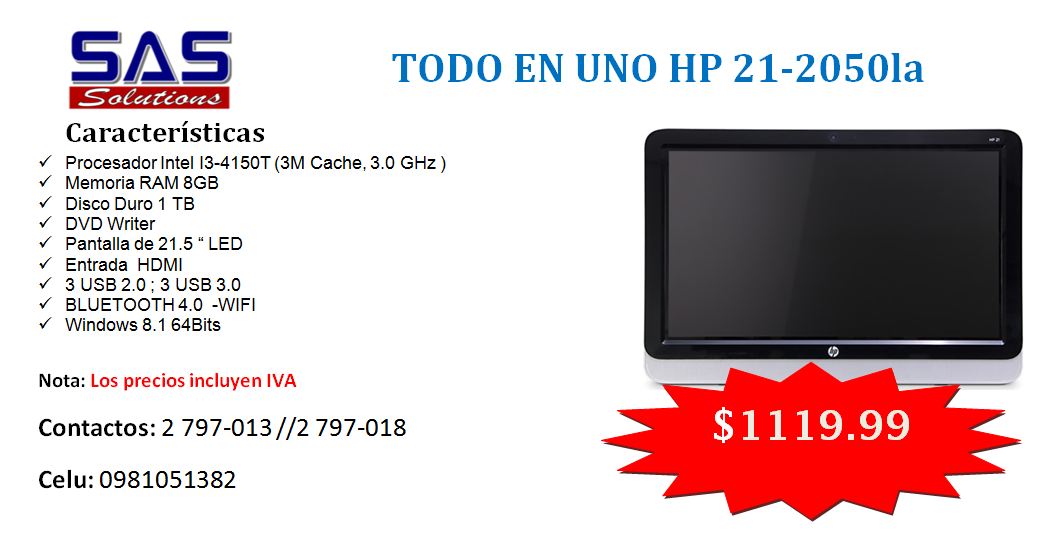 SAS
Solutions
TODO EN UNO HP 21-2050la
Características
✓ Procesador Intel I3-4150T (3M Cache, 3.0 GHz )
✓ Memoria RAM 8GB
✓ Disco Duro 1 TB
✓ DVD Writer
✓ Pantalla de 21.5 “ LED
✓ Entrada HDMI
✓ 3 USB 2.0 ; 3 USB 3.0
✓ BLUETOOTH 4.0 -WIFI
✓ Windows 8.1 64Bits
HP 21
hp
Nota: Los precios incluyen IVA
$1119.99
Contactos: 2 797-013 //2 797-018
Celu: 0981051382